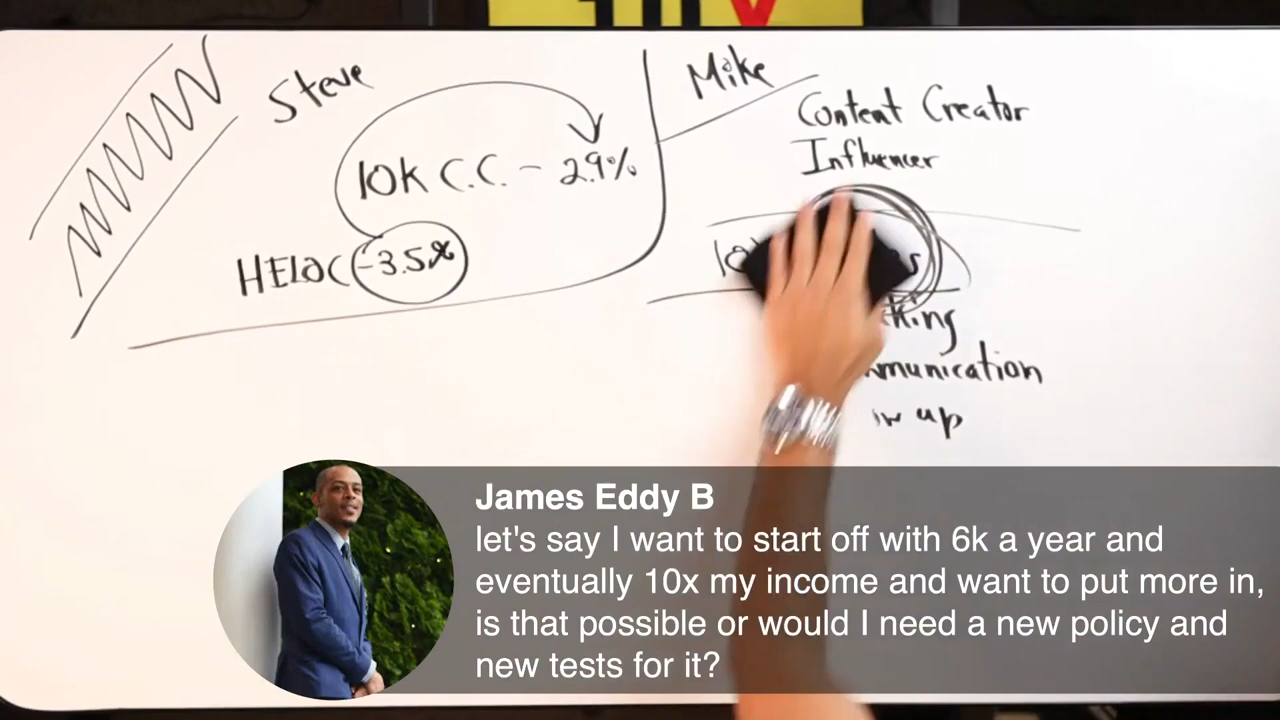 Steve
10k C.C. - 2.9%
HELOC -3.5%
Mike
Content Creator
Influencer
up
James Eddy B
let's say I want to start off with 6k a year and
eventually 10x my income and want to put more in,
is that possible or would I need a new policy and
new tests for it?